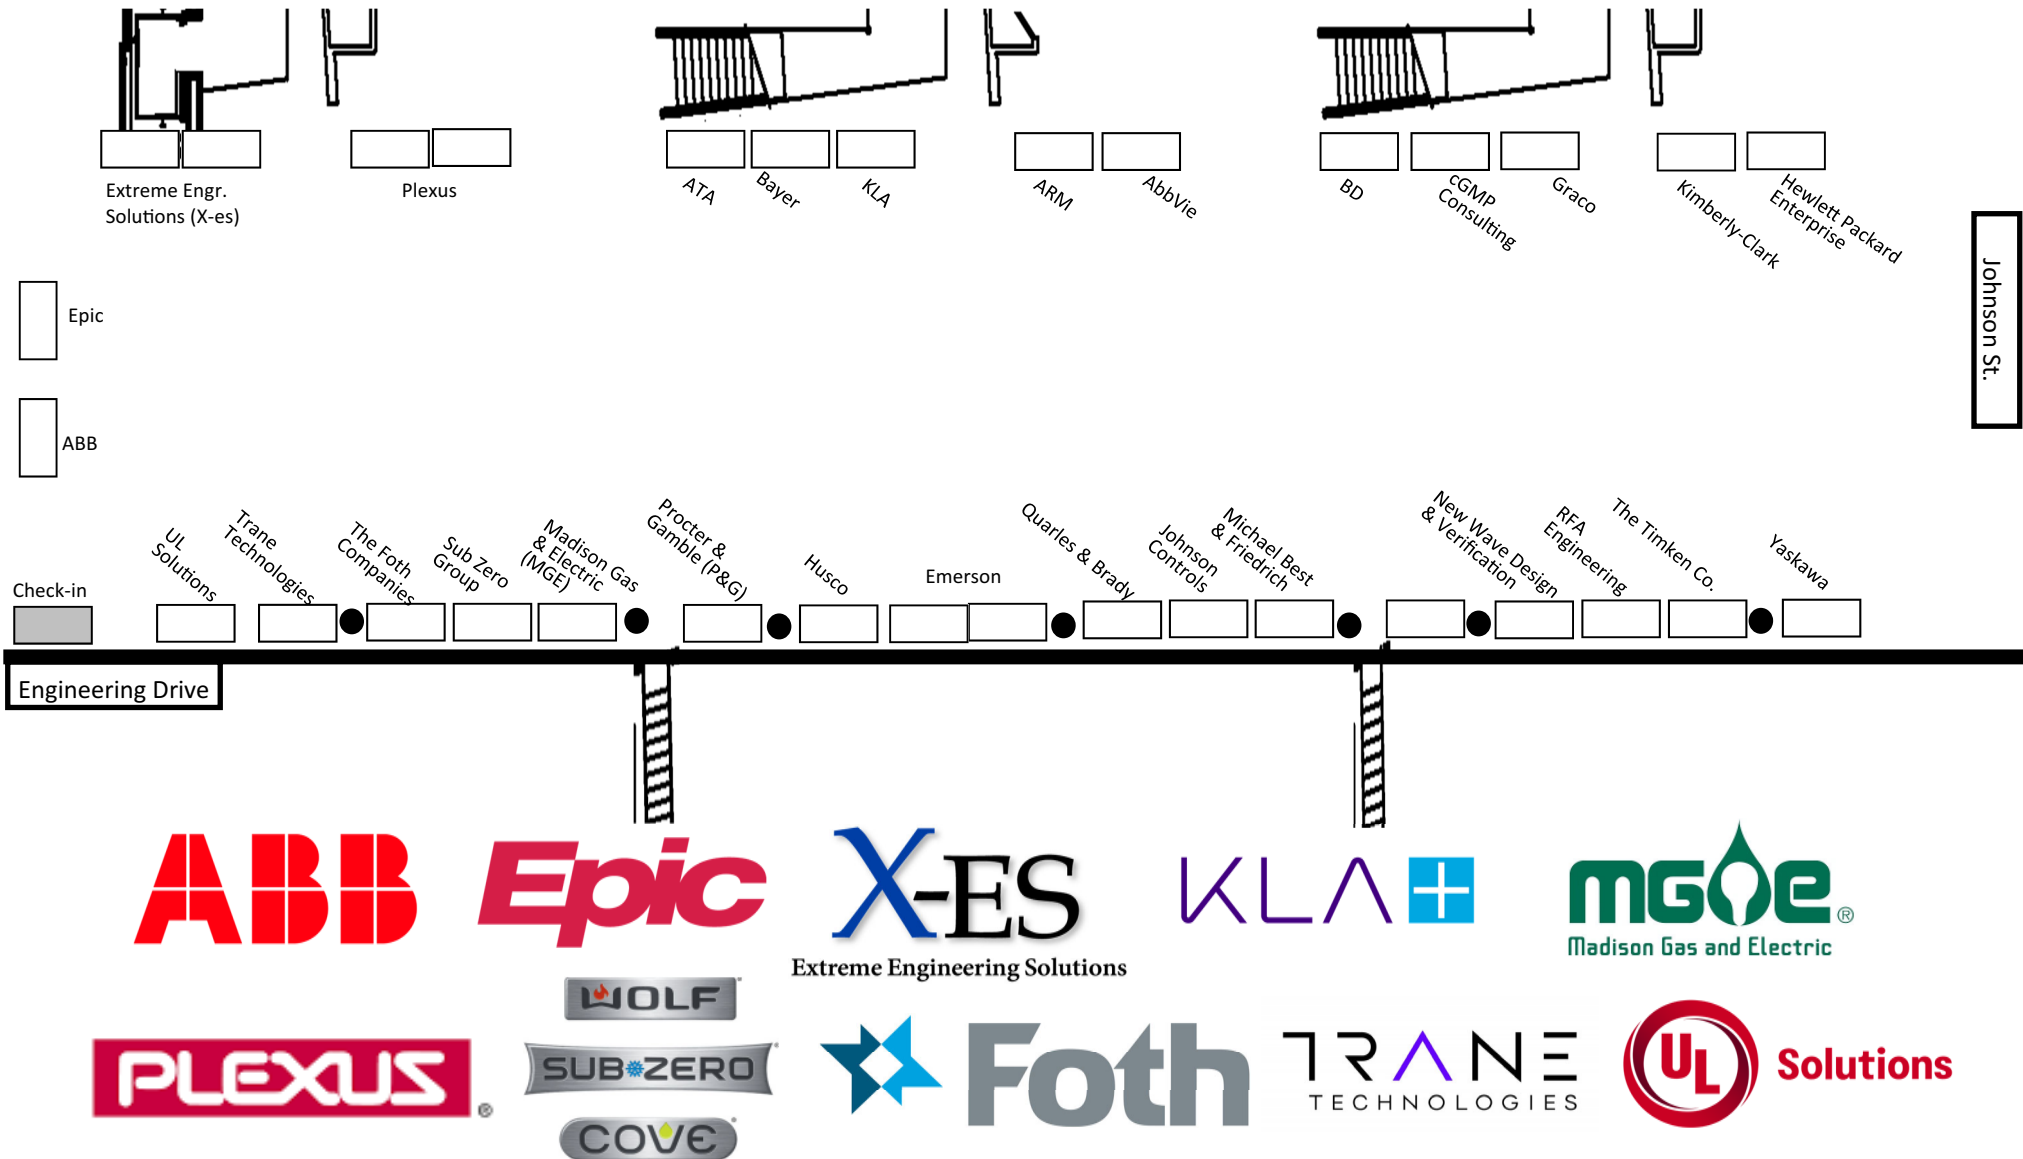 Extreme Engr.
Solutions (X-es)
Plexus
ATA
Bayer
KLA
ARM
AbbVie
BD
cGMP
Consulting
Graco
Kimberly-Clark
Hewlett Packard
Enterprise
Johnson St.
Epic
ABB
Check-in
UL
Solutions
Trane
Technologies
The Foth
Companies
Sub Zero
Group
Madison Gas
& Electric
(MGE)
Procter &
Gamble (P&G)
Husco
Emerson
Quarles & Brady
Johnson
Controls
Michael Best
& Friedrich
New Wave Design
& Verification
RFA
Engineering
The Timken Co.
Yaskawa
Engineering Drive
ABB
Epic
X-ES
Extreme Engineering Solutions
KLA+
mGe®
Madison Gas and Electric
PLEXUS®
WOLF
SUB ZERO
COVE
Foth
TRANE
TECHNOLOGIES
UL Solutions